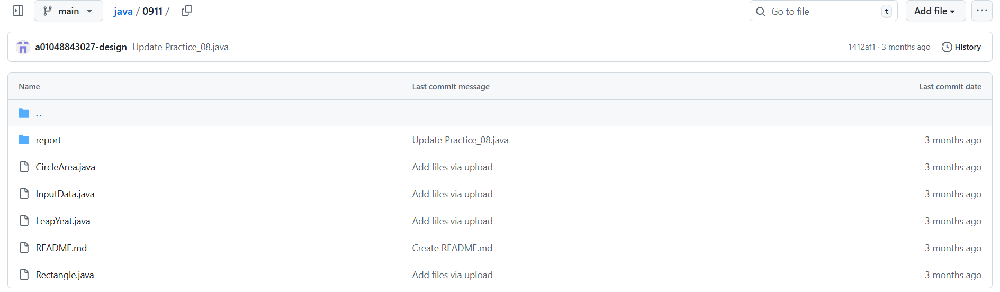 main java / 0911 / Go to file t Add file ...
a01048843027-design Update Practice_08.java 1412af1 · 3 months ago History
Name Last commit message Last commit date
..
report Update Practice_08.java 3 months ago
CircleArea.java Add files via upload 3 months ago
InputData.java Add files via upload 3 months ago
LeapYeat.java Add files via upload 3 months ago
README.md Create README.md 3 months ago
Rectangle.java Add files via upload 3 months ago